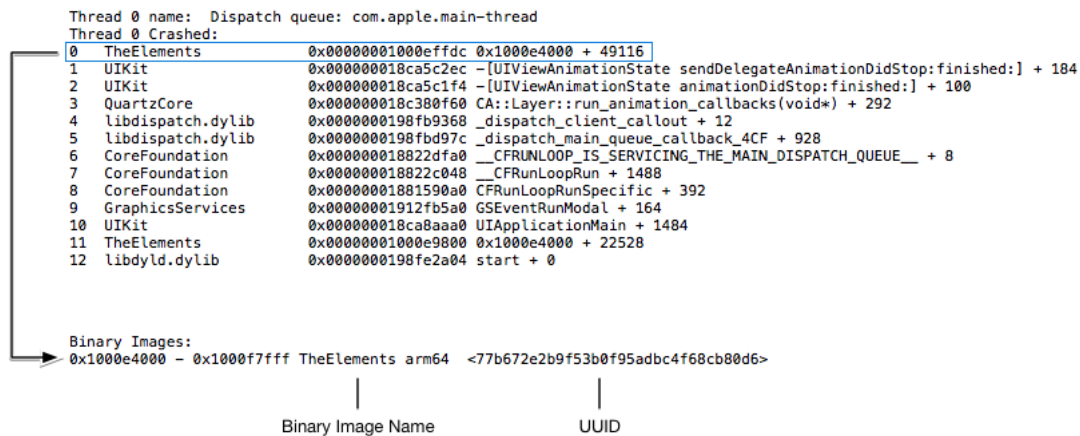 Thread 0 name:  Dispatch queue: com.apple.main-thread
Thread 0 Crashed:
0   TheElements   0x00000001000effdc 0x1000e4000 + 49116
1   UIKit   0x000000018ca5c2ec -[UIViewAnimationState sendDelegateAnimationDidStop:finished:] + 184
2   UIKit   0x000000018ca5c1f4 -[UIViewAnimationState animationDidStop:finished:] + 100
3   QuartzCore   0x000000018c380f60 CA::Layer::run_animation_callbacks(void*) + 292
4   libdispatch.dylib   0x0000000198fb9368 _dispatch_client_callout + 12
5   libdispatch.dylib   0x0000000198fbd97c _dispatch_main_queue_callback_4CF + 928
6   CoreFoundation   0x000000018822dfa0 __CFRUNLOOP_IS_SERVICING_THE_MAIN_DISPATCH_QUEUE__ + 8
7   CoreFoundation   0x000000018822c048 __CFRunLoopRun + 1488
8   CoreFoundation   0x00000001881590a0 CFRunLoopRunSpecific + 392
9   GraphicsServices   0x00000001912fb5a0 GSEventRunModal + 164
10  UIKit   0x000000018ca8aaa0 UIApplicationMain + 1484
11  TheElements   0x00000001000e9800 0x1000e4000 + 22528
12  libdyld.dylib   0x0000000198fe2a04 start + 0
Binary Images:
0x1000e4000 - 0x1000f7fff TheElements arm64  <77b672e2b9f53b0f95adbc4f68cb80d6>
Binary Image Name   UUID